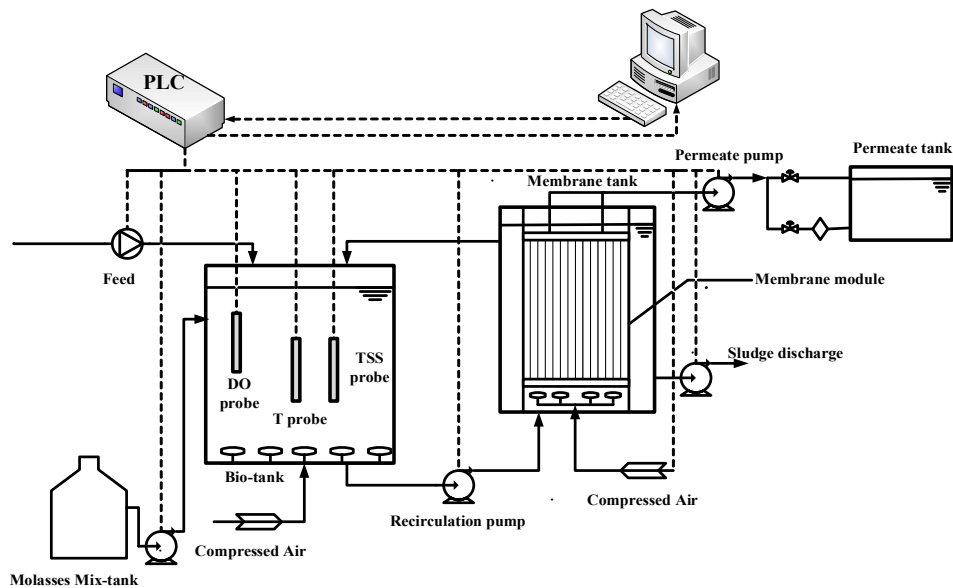 PLC
Permeate pump
Permeate tank
Membrane tank
Feed
Membrane module
DO
probe
T probe
TSS
probe
Sludge discharge
Bio-tank
Recirculation pump
Compressed Air
Compressed Air
Molasses Mix-tank